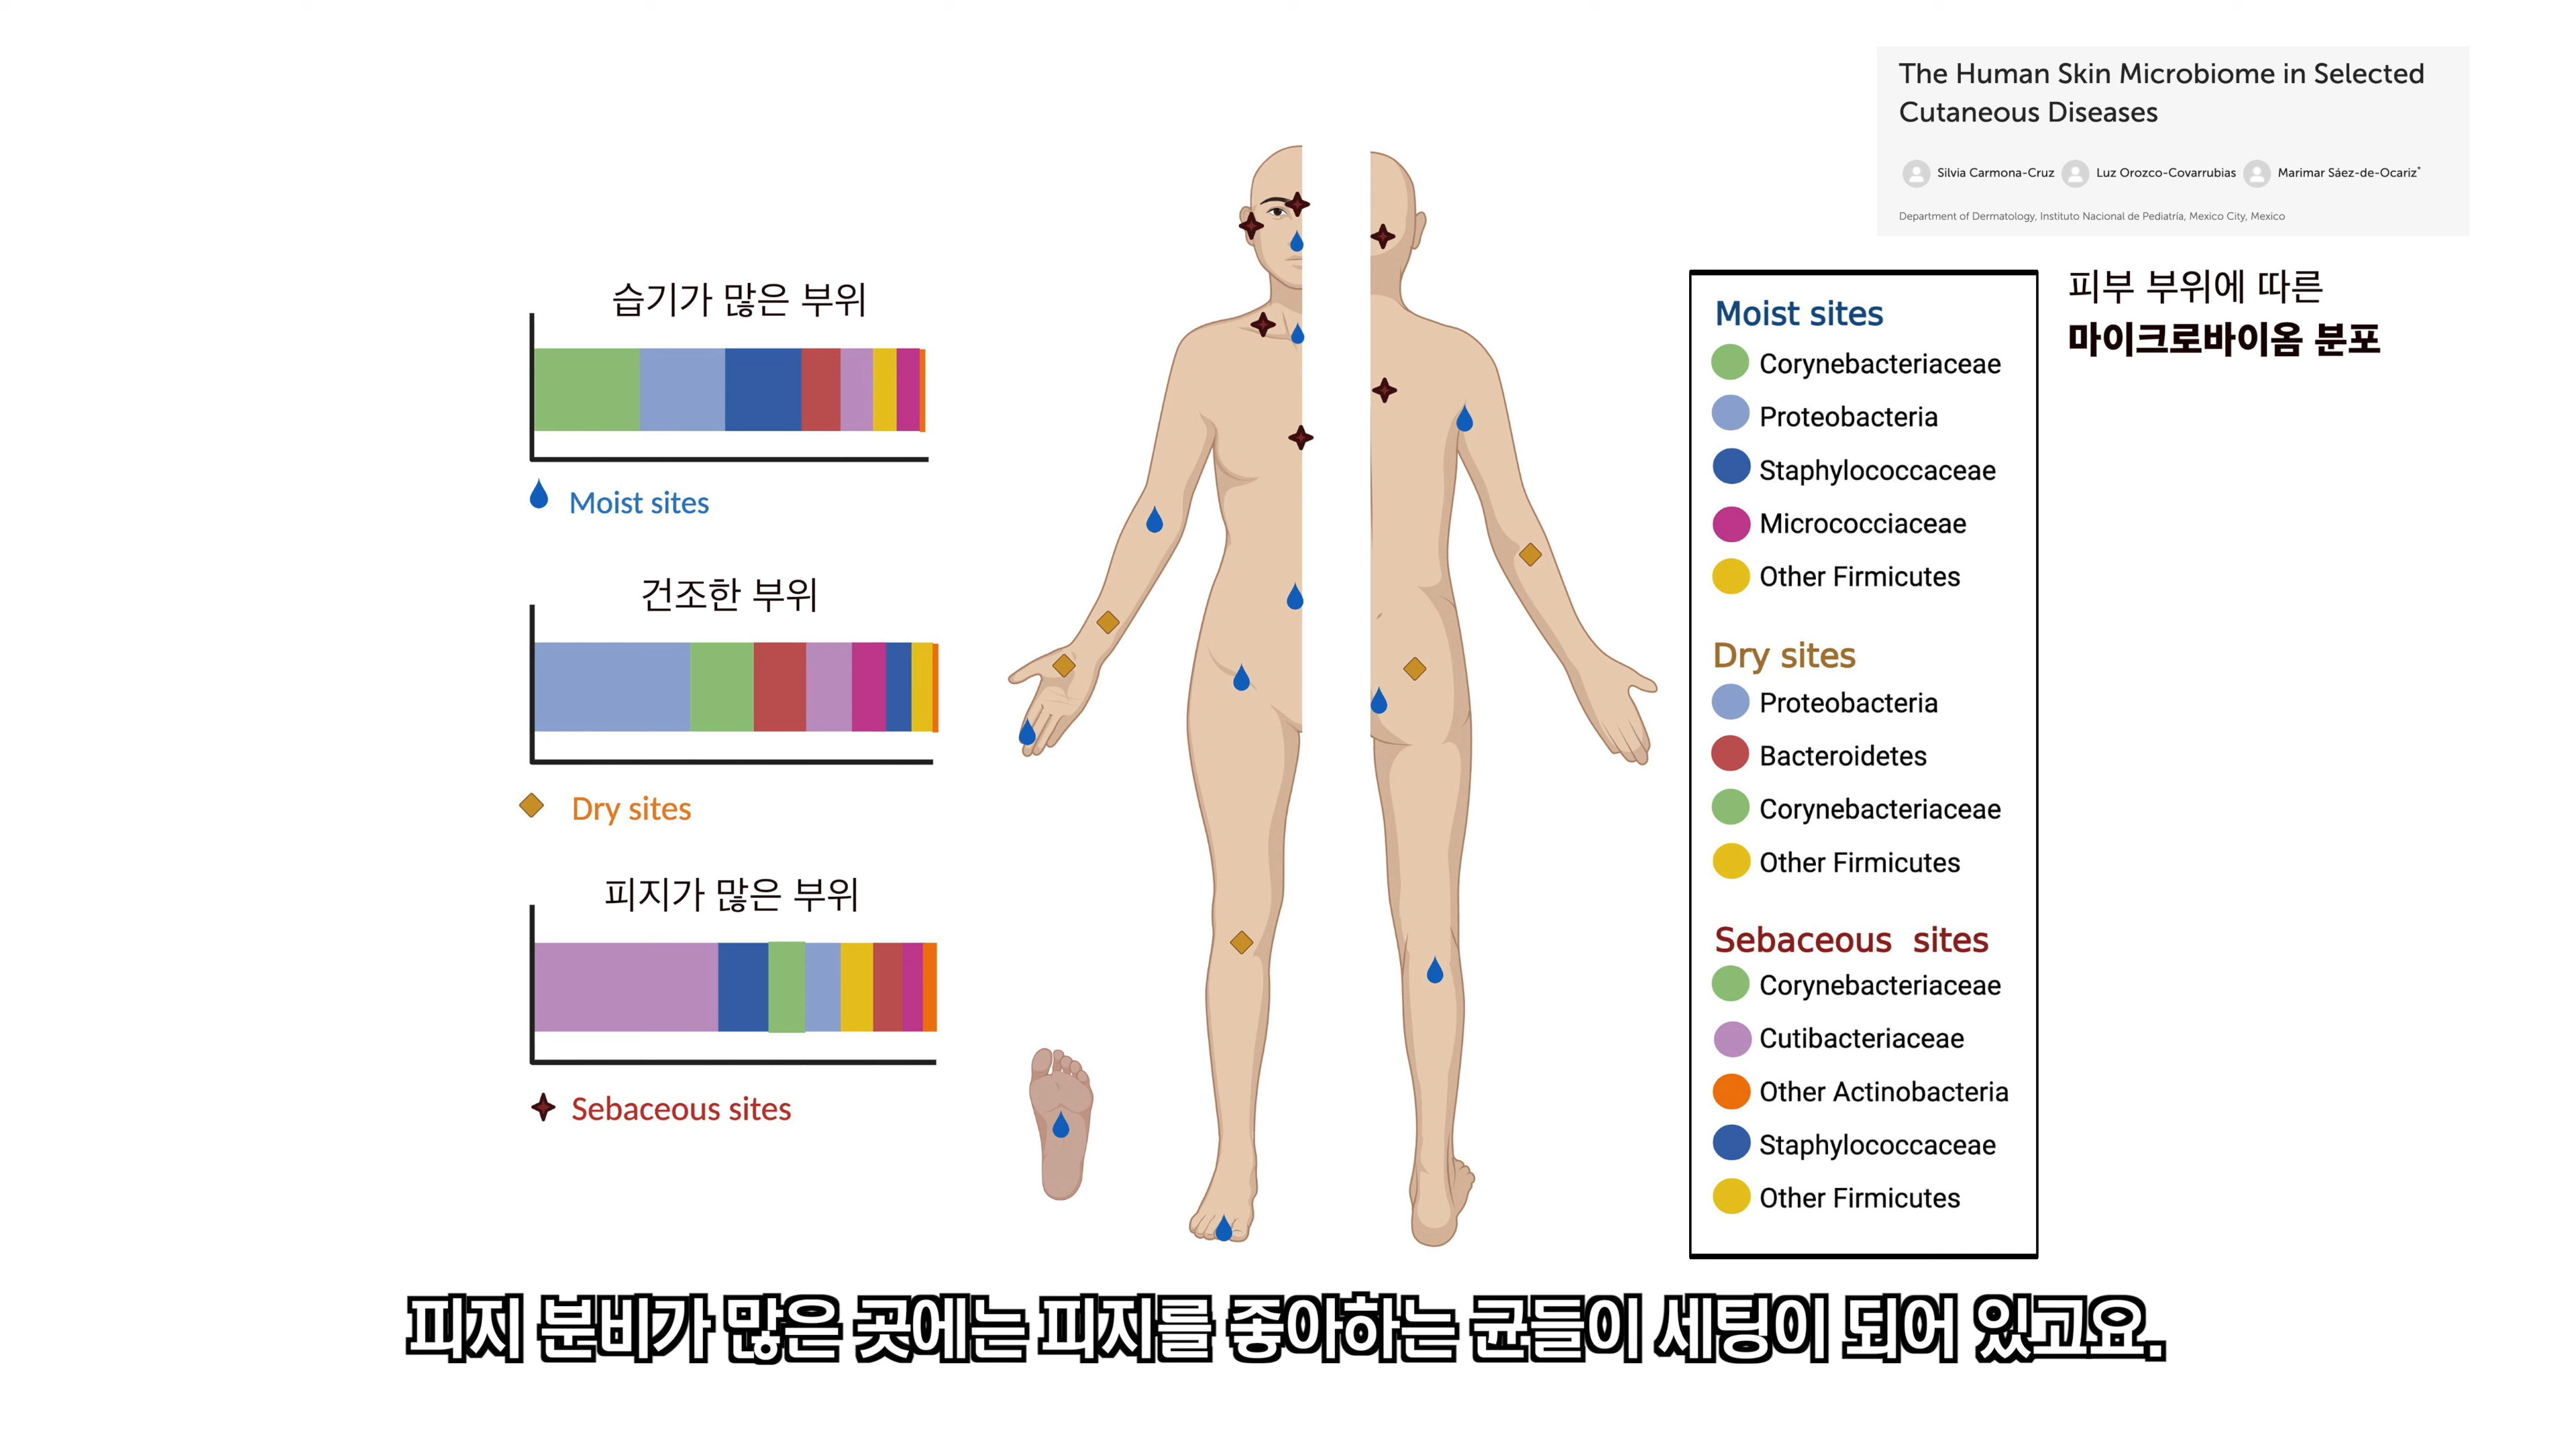 The Human Skin Microbiome in Selected
Cutaneous Diseases
Silvia Carmona-Cruz Luz Orozco-Covarrubias Marimar Sáez-de-Ocariz*
Department of Dermatology, Instituto Nacional de Pediatría, Mexico City, Mexico
피부 부위에 따른
마이크로바이옴 분포
습기가 많은 부위
Moist sites
건조한 부위
Dry sites
피지가 많은 부위
Sebaceous sites
Moist sites
Corynebacteriaceae
Proteobacteria
Staphylococcaceae
Micrococciaceae
Other Firmicutes
Dry sites
Proteobacteria
Bacteroidetes
Corynebacteriaceae
Other Firmicutes
Sebaceous sites
Corynebacteriaceae
Cutibacteriaceae
Other Actinobacteria
Staphylococcaceae
Other Firmicutes
피지 분비가 많은 곳에는 피지를 좋아하는 균들이 세팅이 되어 있고요.